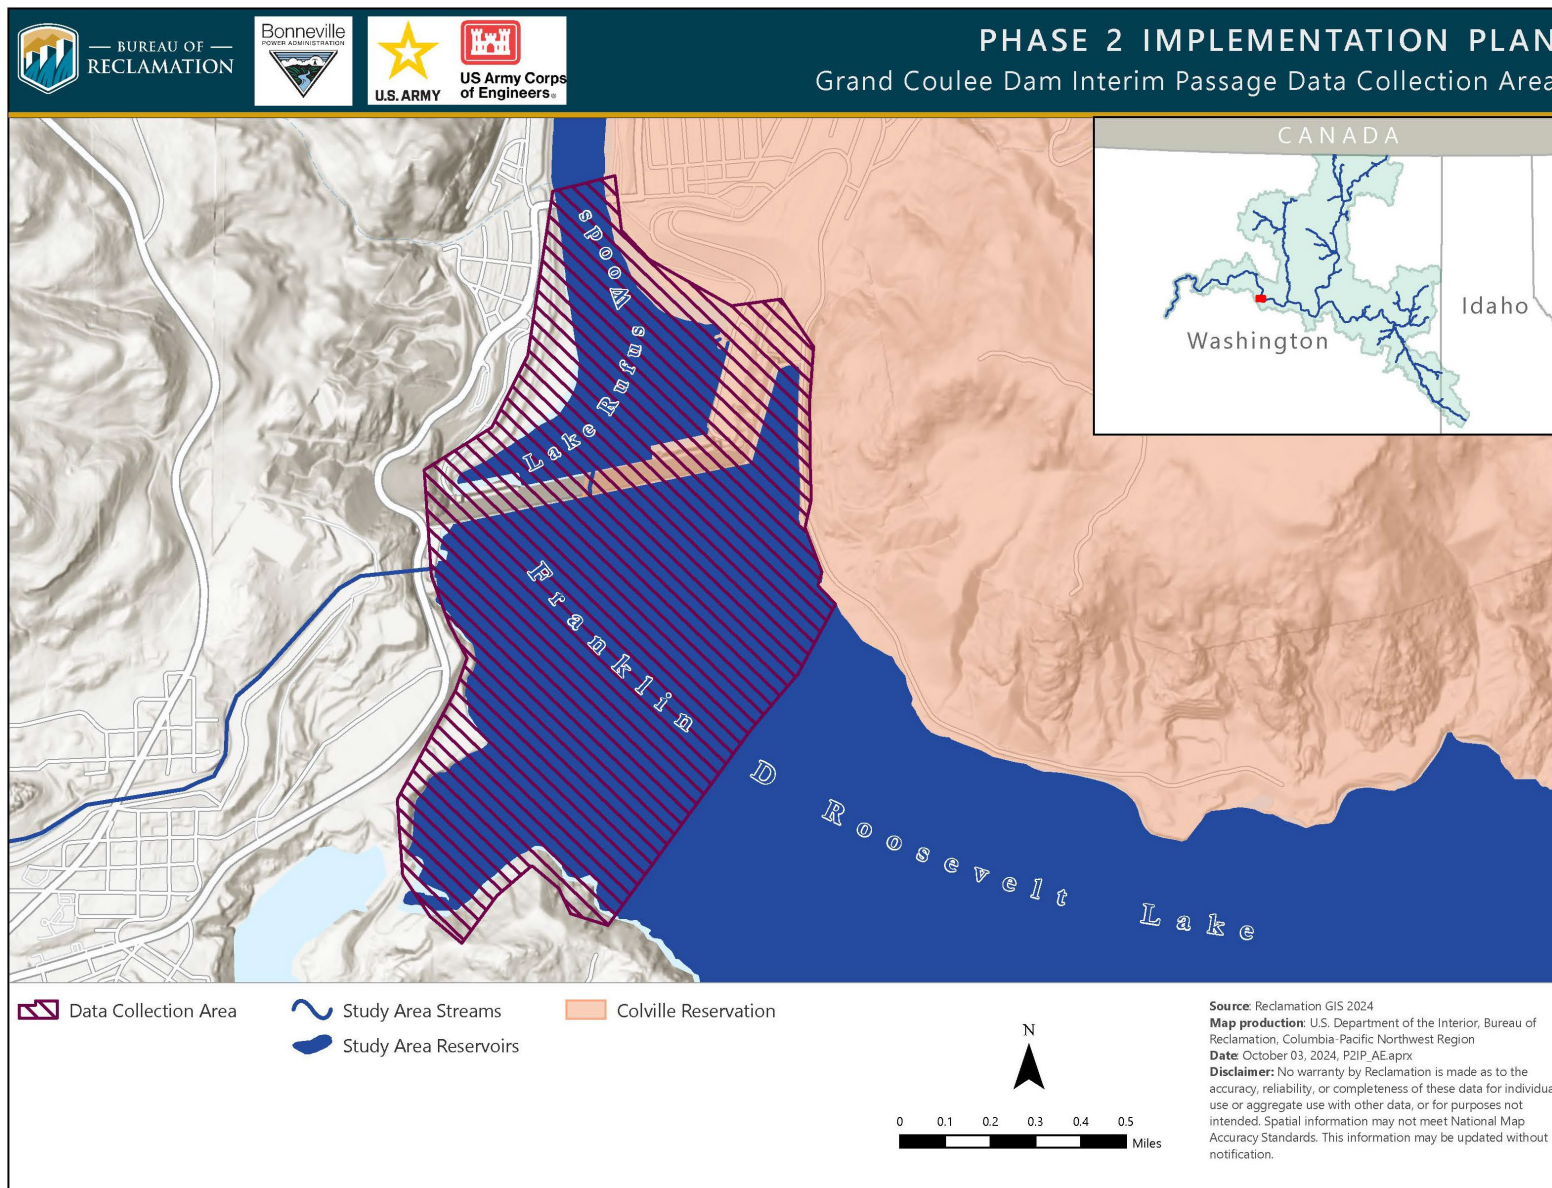 BUREAU OF
RECLAMATION
Bonneville
POWER ADMINISTRATION
U.S. ARMY
US Army Corps
of Engineers®
PHASE 2 IMPLEMENTATION PLAN
Grand Coulee Dam Interim Passage Data Collection Area
CANADA
Washington
Idaho
Lake Rufus Woods
Franklin D Roosevelt Lake
Data Collection Area
Study Area Streams
Study Area Reservoirs
Colville Reservation
N
0 0.1 0.2 0.3 0.4 0.5
Miles
Source: Reclamation GIS 2024
Map production: U.S. Department of the Interior, Bureau of
Reclamation, Columbia-Pacific Northwest Region
Date: October 03, 2024, P2IP_AE.aprx
Disclaimer: No warranty by Reclamation is made as to the
accuracy, reliability, or completeness of these data for individua
use or aggregate use with other data, or for purposes not
intended. Spatial information may not meet National Map
Accuracy Standards. This information may be updated without
notification.